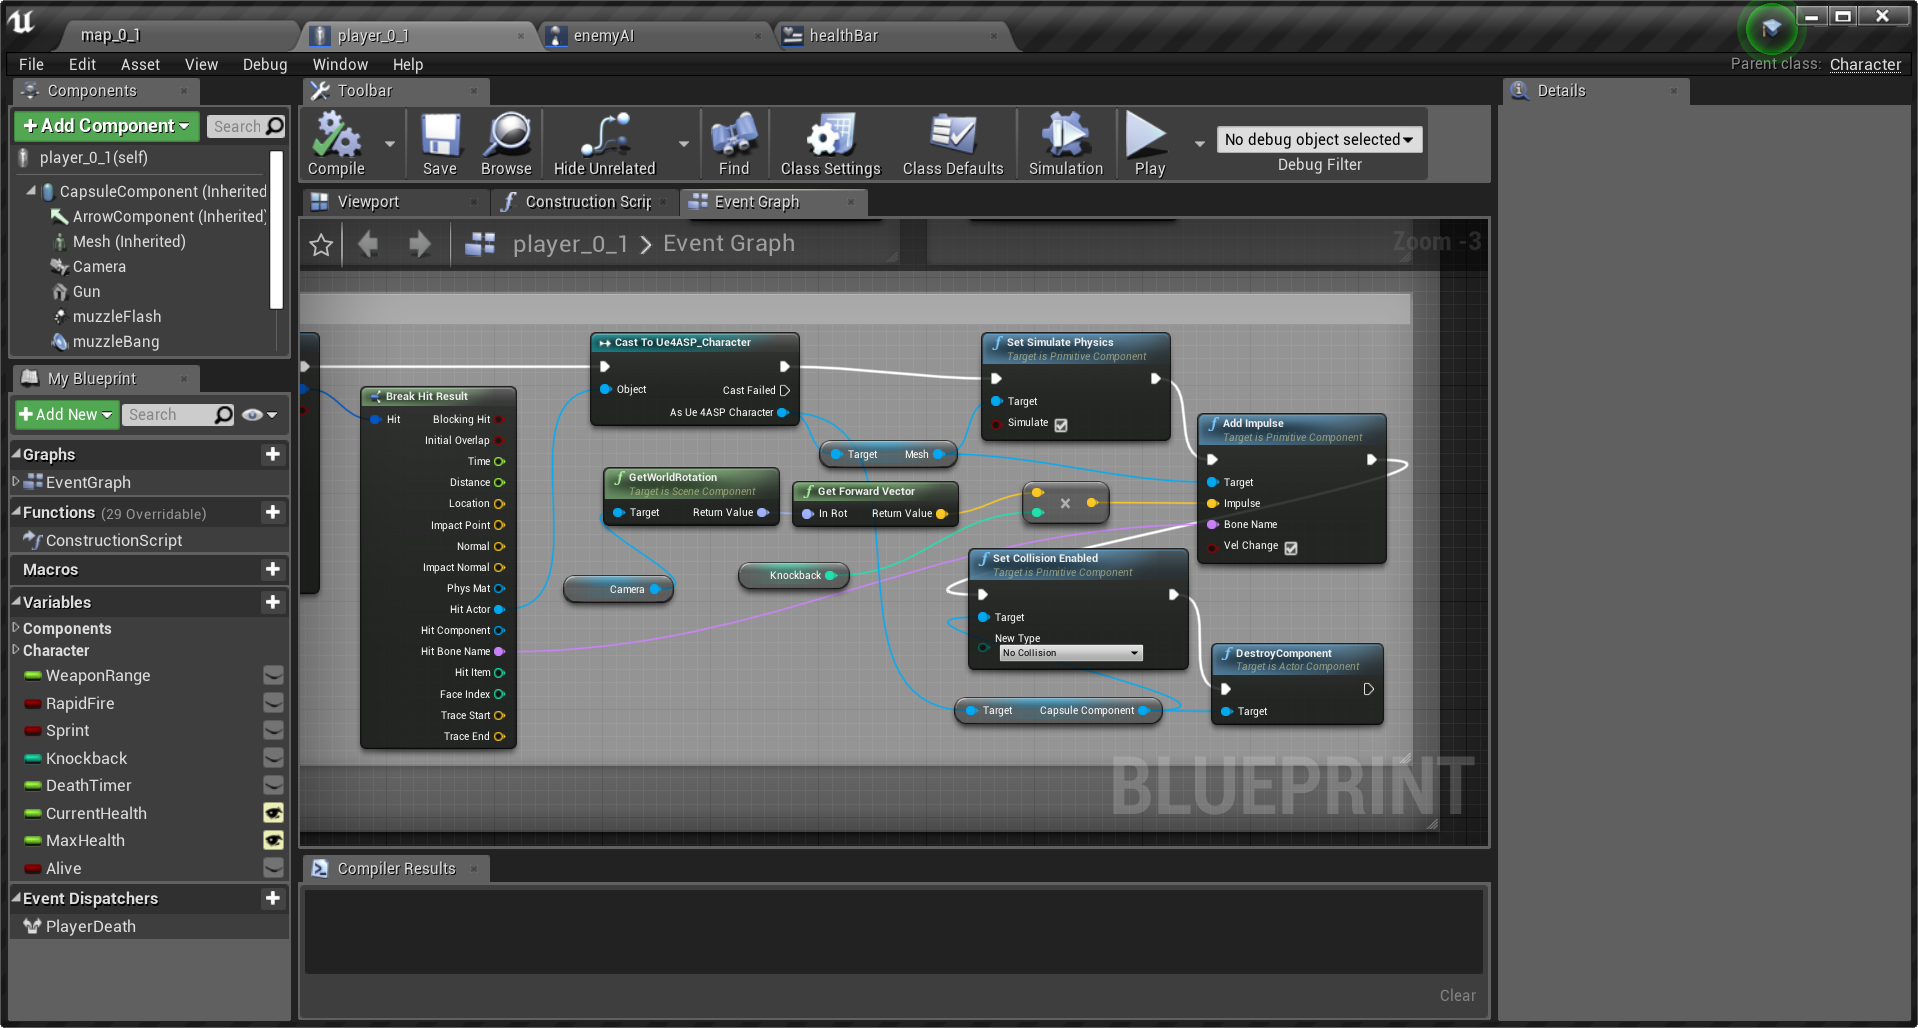 map_0_1
player_0_1
enemyAI
healthBar
File Edit Asset View Debug Window Help
Parent class: Character
Components
Toolbar
Details
Add Component
Search
player_0_1(self)
CapsuleComponent (Inherited
ArrowComponent (Inherited)
Mesh (Inherited)
Camera
Gun
muzzleFlash
muzzleBang
Compile
Save
Browse
Hide Unrelated
Find
Class Settings
Class Defaults
Simulation
Play
No debug object selected
Debug Filter
Viewport
Construction Scrip
Event Graph
player_0_1 > Event Graph
Zoom -3
My Blueprint
Add New
Search
Graphs
EventGraph
Functions (29 Overridable)
ConstructionScript
Macros
Variables
Components
Character
WeaponRange
RapidFire
Sprint
Knockback
DeathTimer
CurrentHealth
MaxHealth
Alive
Event Dispatchers
PlayerDeath
Break Hit Result
Hit
Blocking Hit
Initial Overlap
Time
Distance
Location
Impact Point
Normal
Impact Normal
Phys Mat
Hit Actor
Hit Component
Hit Bone Name
Hit Item
Face Index
Trace Start
Trace End
Cast To Ue4ASP_Character
Object
Cast Failed
As Ue 4ASP Character
Target Mesh
GetWorldRotation
Target is Scene Component
Target Return Value
Get Forward Vector
In Rot Return Value
Camera
Knockback
×
Set Simulate Physics
Target is Primitive Component
Target
Simulate
Add Impulse
Target is Primitive Component
Target
Impulse
Bone Name
Vel Change
Set Collision Enabled
Target is Primitive Component
Target
New Type
No Collision
Target Capsule Component
DestroyComponent
Target is Actor Component
Target
BLUEPRINT
Compiler Results
Clear